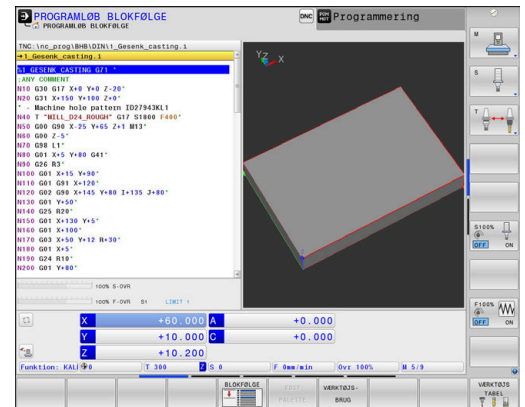 PROGRAMLØB BLOKFØLGE
PROGRAMLØB BLOKFØLGE
DNC
Programmering
TNC:\nc_prog\BHB\DIN\1_Gesenk_casting.i
→1_Gesenk_casting.i
%1_GESENK_CASTING G71 *
;ANY COMMENT
N10 G30 G17 X+0 Y+0 Z-20*
N20 G31 X+150 Y+100 Z+0*
* - Machine hole pattern ID27943KL1
N40 T "MILL_D24_ROUGH" G17 S1800 F400*
N50 G00 G90 X-25 Y+65 Z+1 M13*
N60 G00 Z-5*
N70 G98 L1*
N80 G01 X+5 Y+80 G41*
N90 G26 R3*
N100 G01 X+15 Y+90*
N110 G01 G91 X+120*
N120 G02 G90 X+145 Y+80 I+135 J+80*
N130 G01 Y+50*
N140 G25 R20*
N150 G01 X+130 Y+5*
N160 G01 X+100*
N170 G03 X+50 Y+12 R+30*
N180 G01 X+5*
N190 G24 R10*
N200 G01 Y+80*
YZ X
100% S-OVR
100% F-OVR S1 LIMIT 1
X +60.000 A +0.000
Y +10.000 C +0.000
Z +10.200
T 300 Z S 0 F 0mm/min Ovr 100% M 5/9
M
S
T
S100%
OFF ON
F100%
OFF ON
BLOKFØLGE
VÆRKTØJS-
BRUG
VÆRKTØJS
TABEL